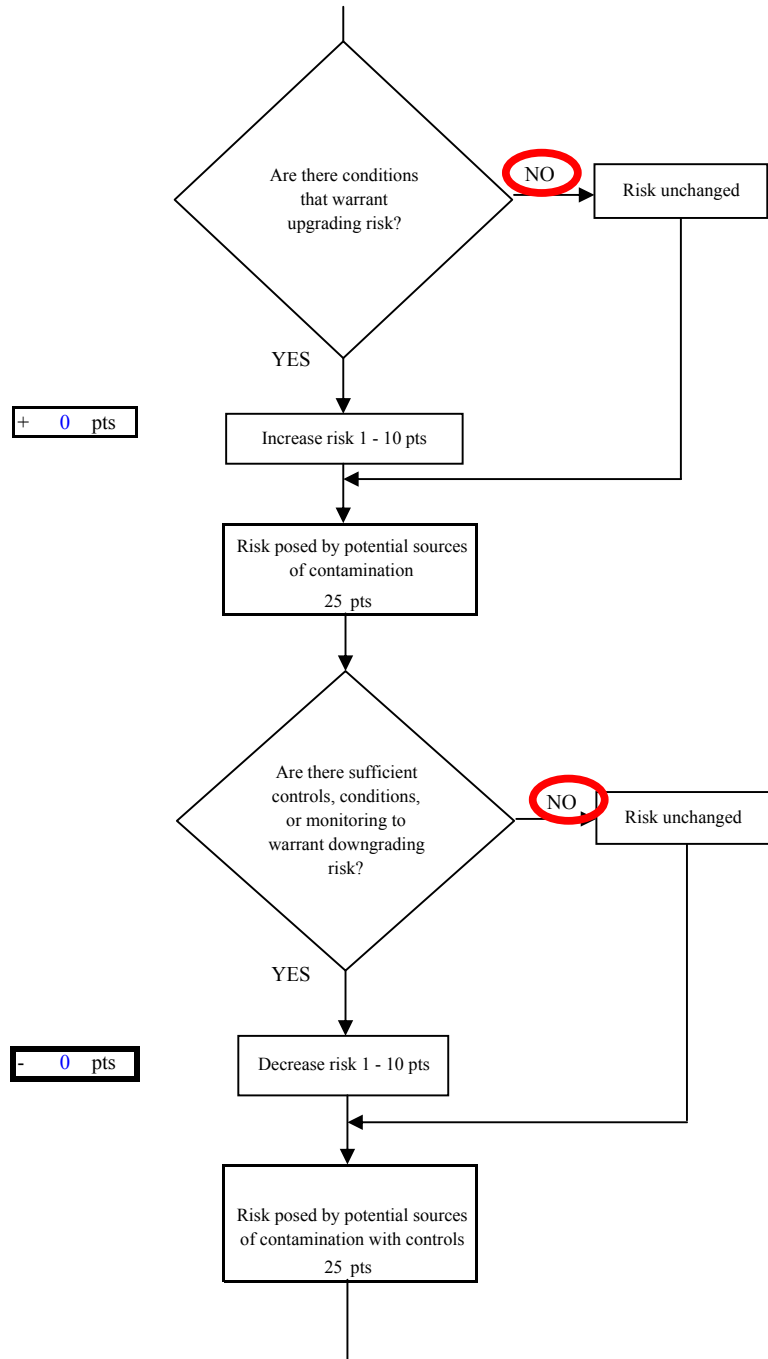 Are there conditions
that warrant
upgrading risk?
NO
Risk unchanged
YES
+ 0 pts
Increase risk 1 - 10 pts
Risk posed by potential sources
of contamination
25 pts
Are there sufficient
controls, conditions,
or monitoring to
warrant downgrading
risk?
NO
Risk unchanged
YES
- 0 pts
Decrease risk 1 - 10 pts
Risk posed by potential sources
of contamination with controls
25 pts